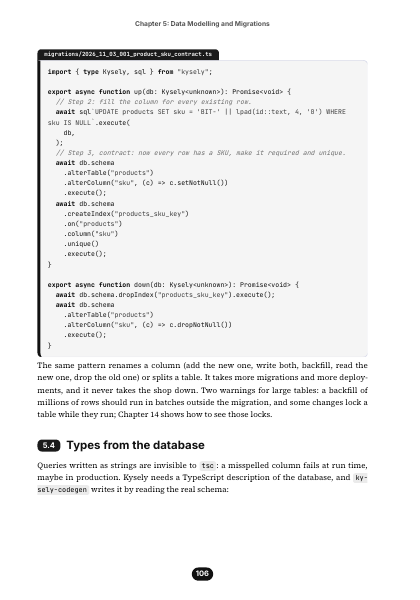 Chapter 5: Data Modelling and Migrations
migrations/2026_11_03_001_product_sku_contract.ts
import { type Kysely, sql } from "kysely";
export async function up(db: Kysely<unknown>): Promise<void> {
// Step 2: fill the column for every existing row.
await sql`UPDATE products SET sku = 'BIT-' || lpad(id::text, 4, '0') WHERE
sku IS NULL`.execute(
db,
);
// Step 3, contract: now every row has a SKU, make it required and unique.
await db.schema
.alterTable("products")
.alterColumn("sku", (c) => c.setNotNull())
.execute();
await db.schema
.createIndex("products_sku_key")
.on("products")
.column("sku")
.unique()
.execute();
}
export async function down(db: Kysely<unknown>): Promise<void> {
await db.schema.dropIndex("products_sku_key").execute();
await db.schema
.alterTable("products")
.alterColumn("sku", (c) => c.dropNotNull())
.execute();
}
The same pattern renames a column (add the new one, write both, backfill, read the
new one, drop the old one) or splits a table. It takes more migrations and more deploy-
ments, and it never takes the shop down. Two warnings for large tables: a backfill of
millions of rows should run in batches outside the migration, and some changes lock a
table while they run; Chapter 14 shows how to see those locks.
5.4 Types from the database
Queries written as strings are invisible to tsc: a misspelled column fails at run time,
maybe in production. Kysely needs a TypeScript description of the database, and ky-
sely-codegen writes it by reading the real schema:
106